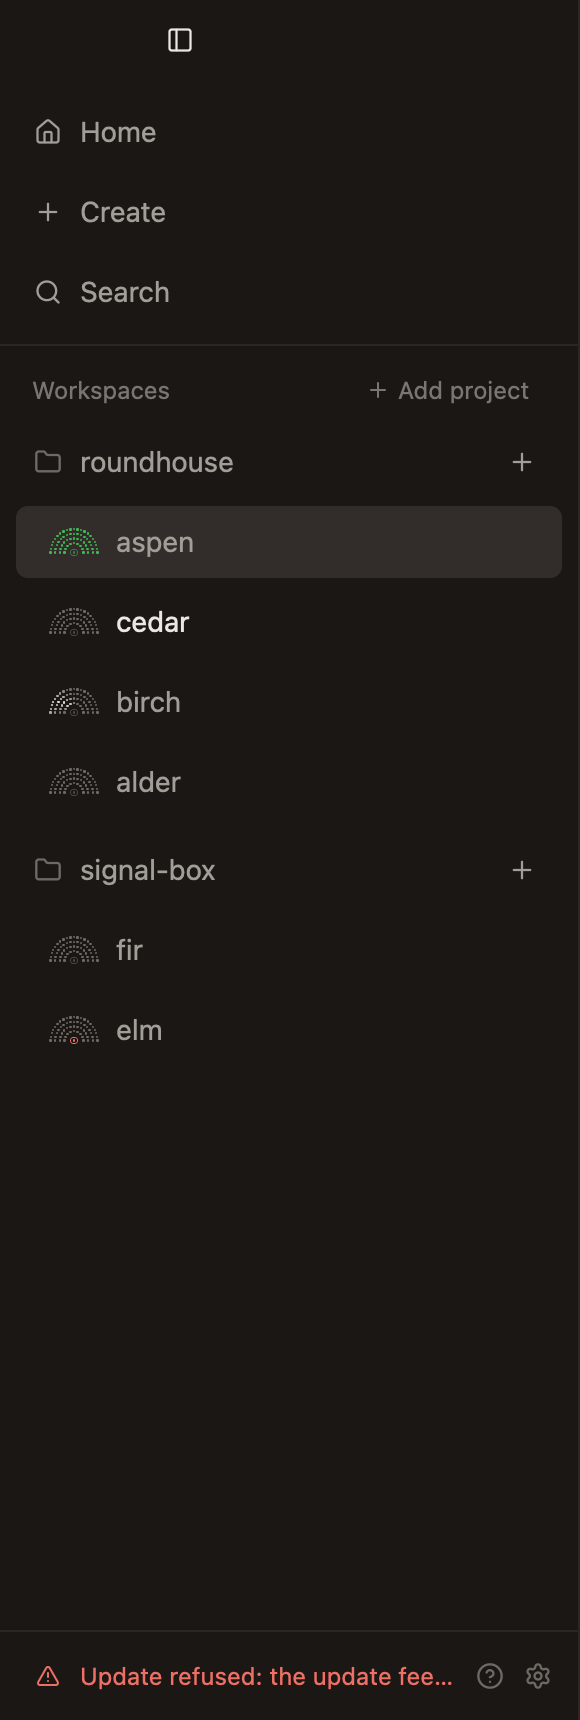 Home
Create
Search
Workspaces
Add project
roundhouse
aspen
cedar
birch
alder
signal-box
fir
elm
Update refused: the update fee...